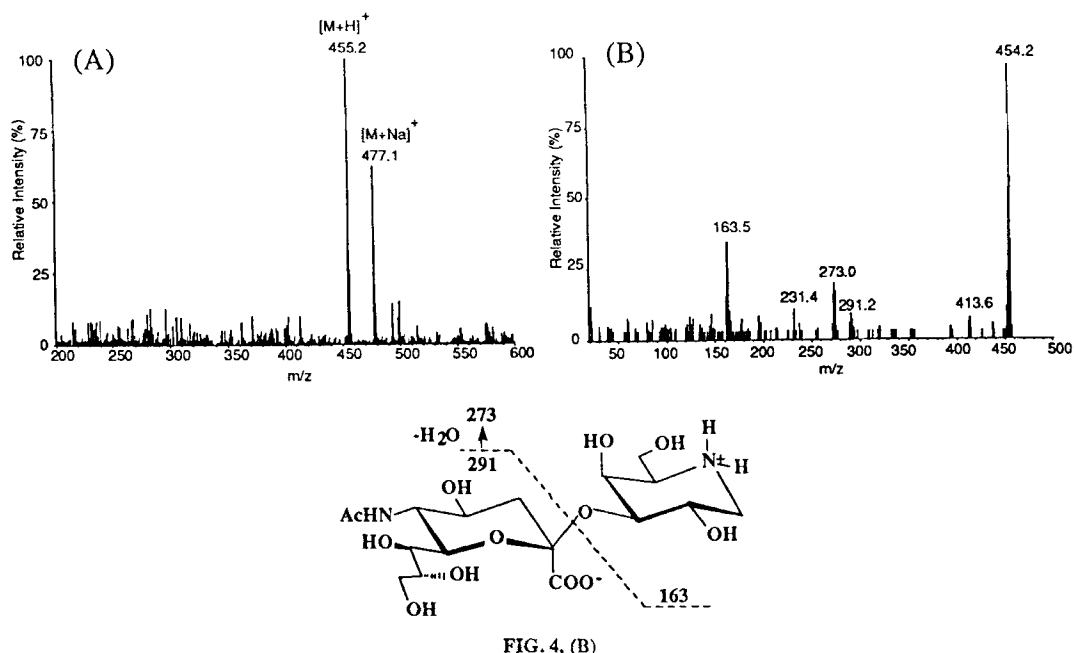 (A)
[M+H]+
455.2
[M+Na]+
477.1
Relative Intensity (%)
100
75
50
25
0
200 250 300 350 400 450 500 550 600
m/z
(B)
454.2
163.5
273.0
231.4
291.2
413.6
Relative Intensity (%)
100
75
50
25
0
50 100 150 200 250 300 350 400 450 500
m/z
-H2O 273
291
HO OH H
N± H
OH
AcHN
O
O
OH
HO
COO-
OH
OH
163
FIG. 4, (B)